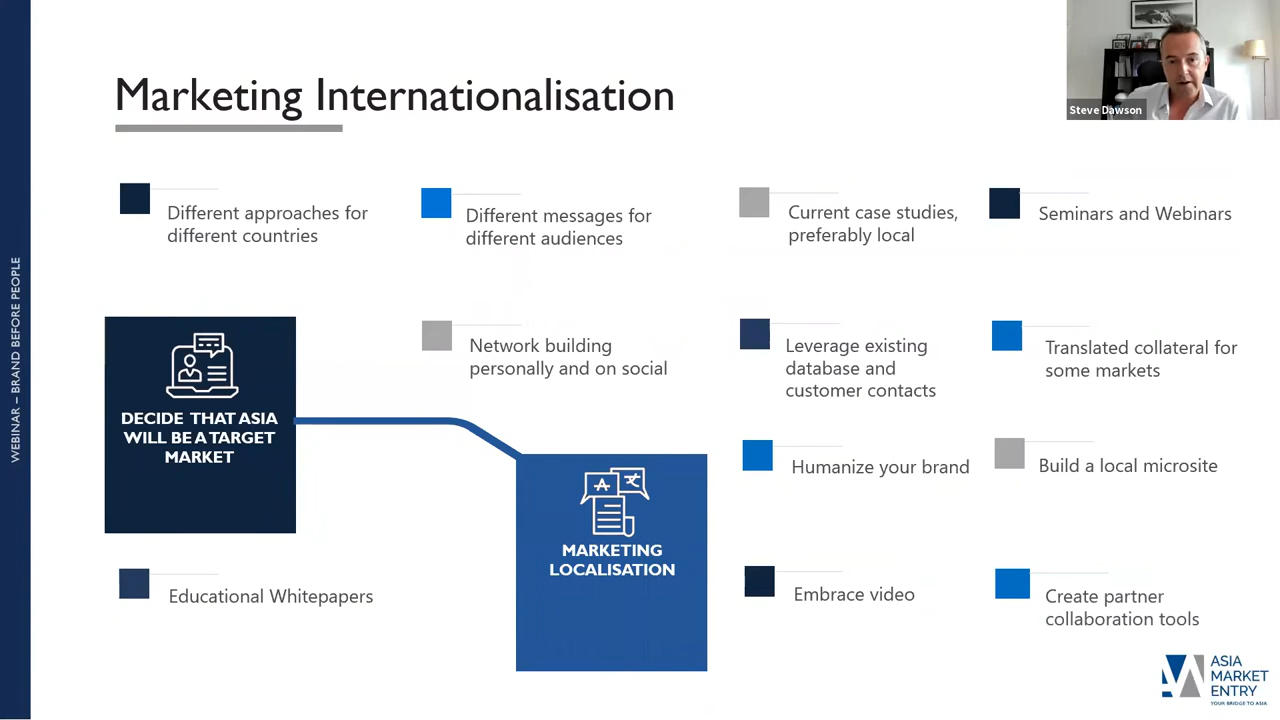 Marketing Internationalisation
Steve Dawson
WEBINAR – BRAND BEFORE PEOPLE
Different approaches for
different countries
Different messages for
different audiences
Current case studies,
preferably local
Seminars and Webinars
Network building
personally and on social
Leverage existing
database and
customer contacts
Translated collateral for
some markets
DECIDE THAT ASIA
WILL BE A TARGET
MARKET
Humanize your brand
Build a local microsite
A
MARKETING
LOCALISATION
Educational Whitepapers
Embrace video
Create partner
collaboration tools
ASIA
MARKET
ENTRY
YOUR BRIDGE TO ASIA